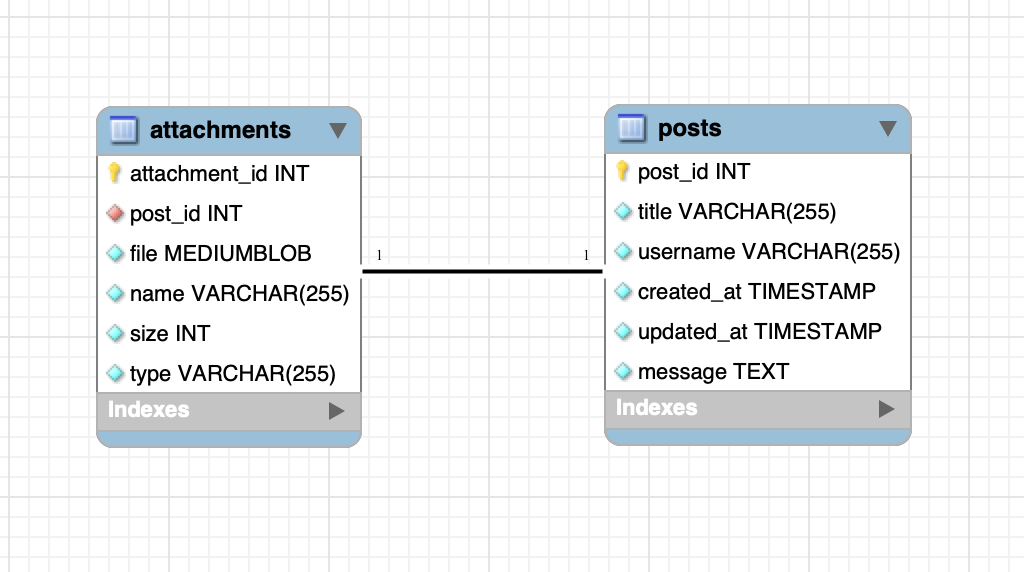 attachments
attachment_id INT
post_id INT
file MEDIUMBLOB
name VARCHAR(255)
size INT
type VARCHAR(255)
Indexes
1
1
posts
post_id INT
title VARCHAR(255)
username VARCHAR(255)
created_at TIMESTAMP
updated_at TIMESTAMP
message TEXT
Indexes